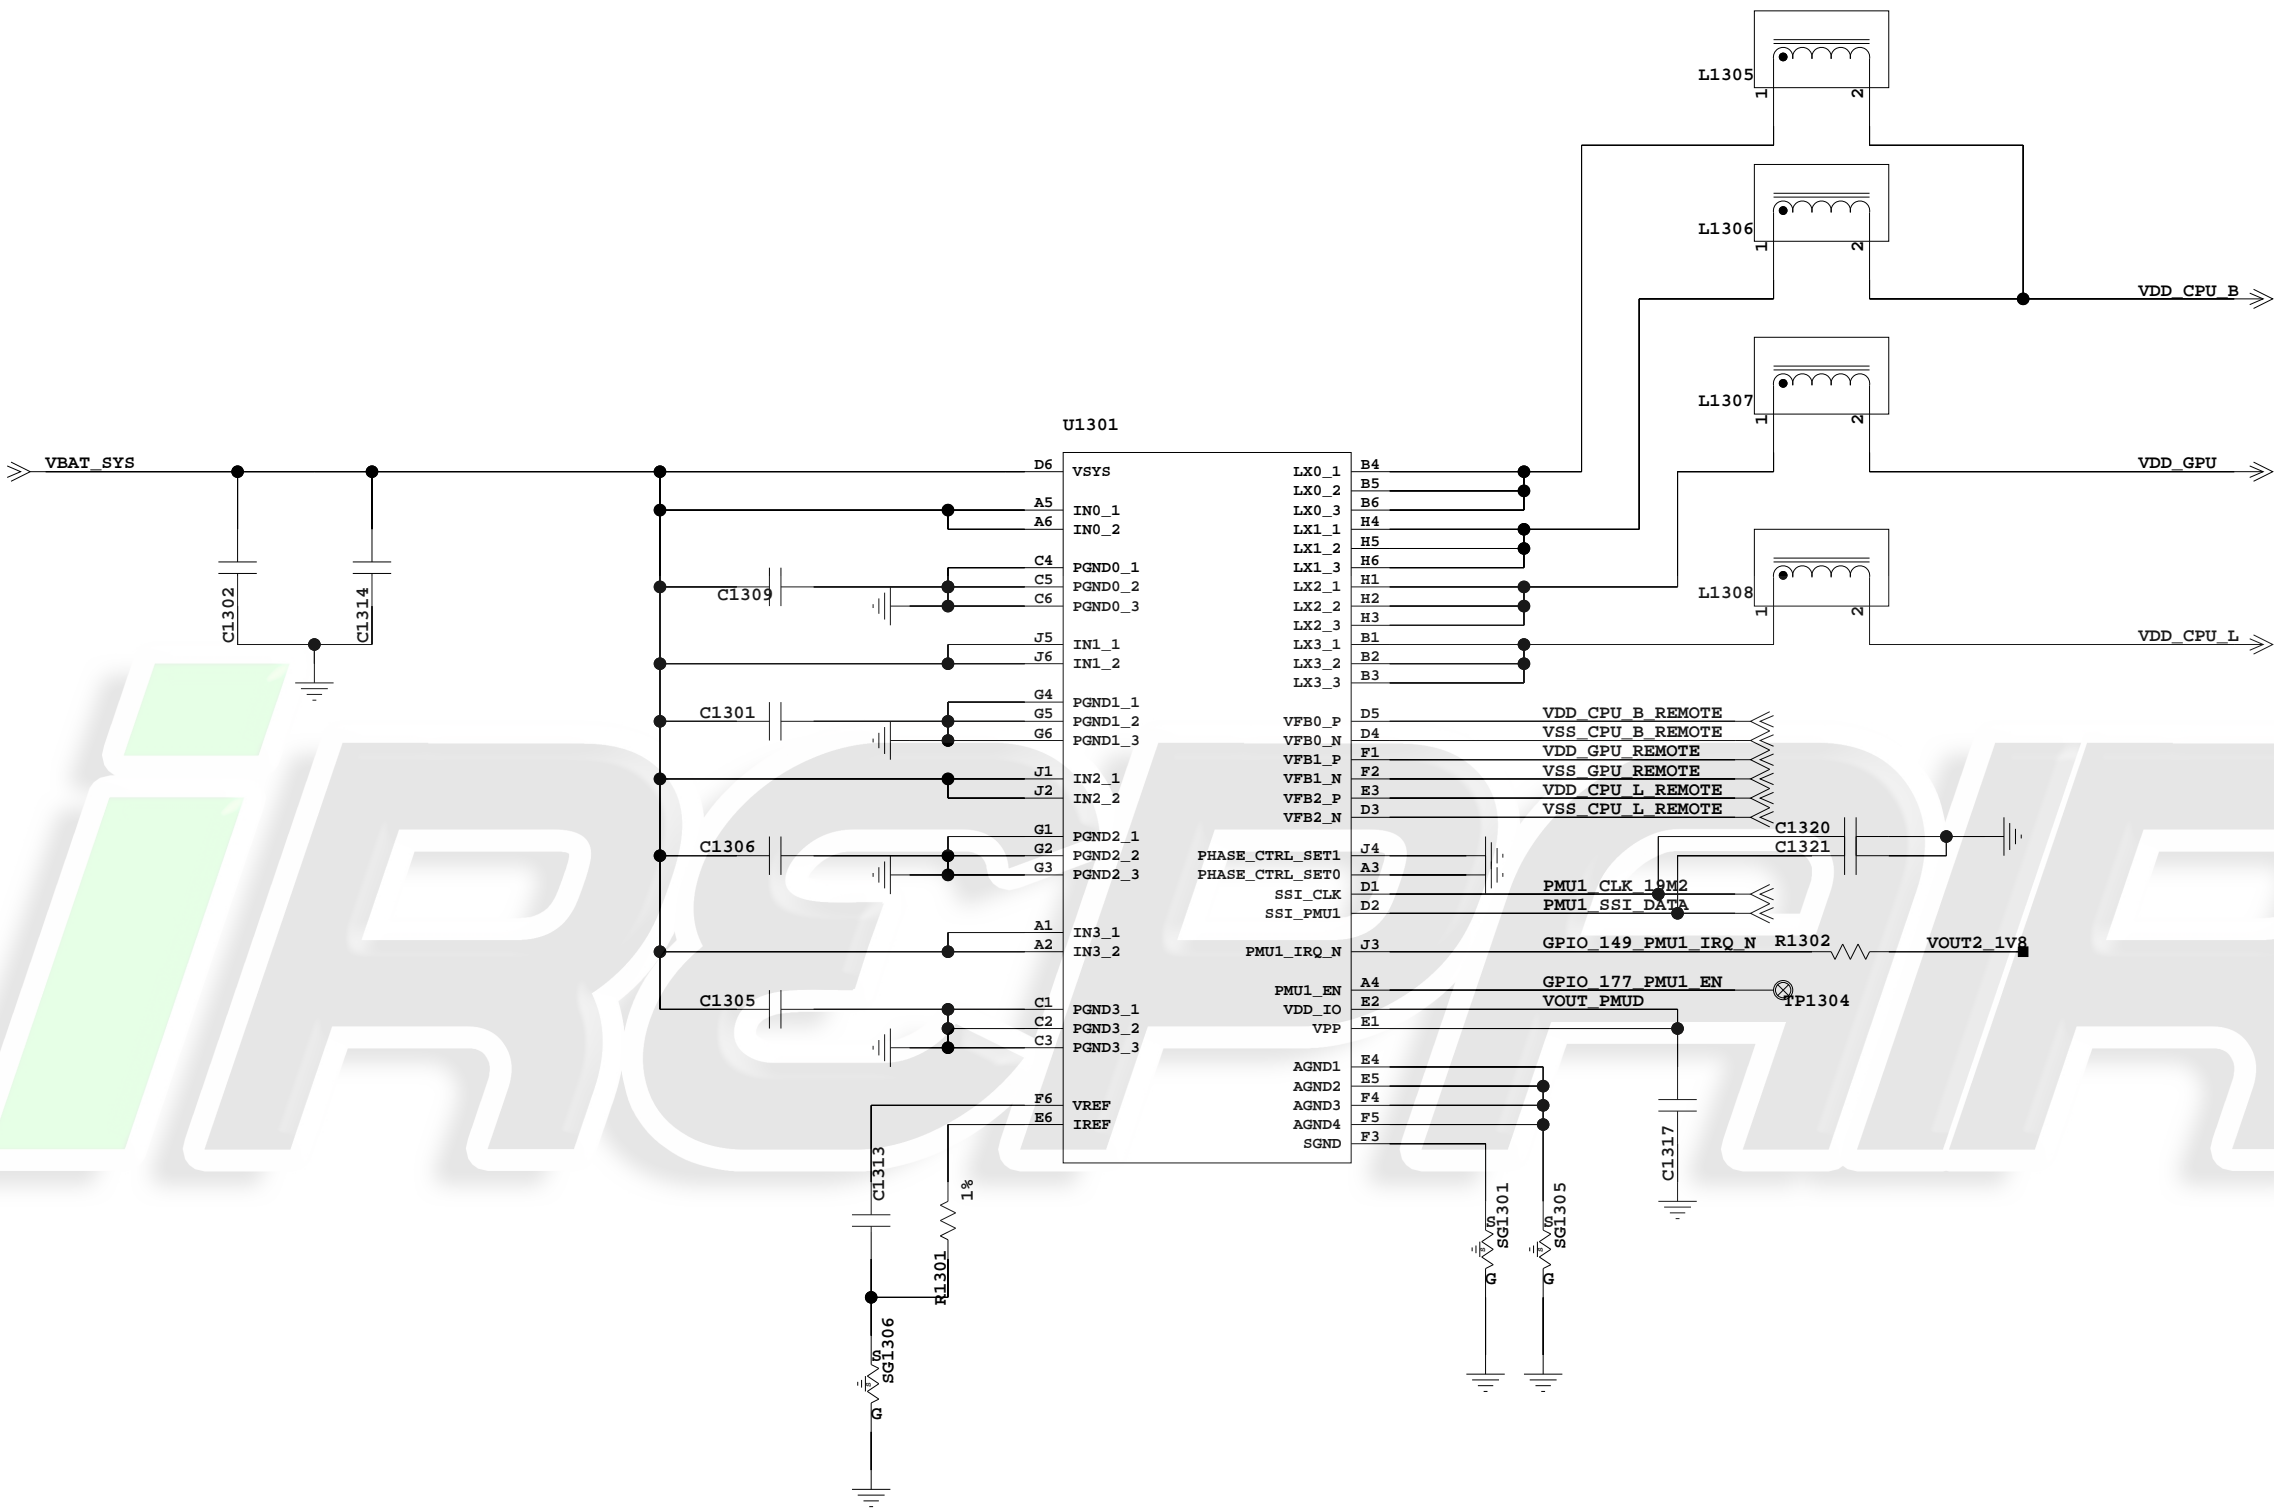 L1305
1 2
L1306
1 2
VDD_CPU_B
L1307
1 2
VDD_GPU
L1308
1 2
VDD_CPU_L
U1301
VBAT_SYS
C1302
C1314
D6 VSYS
A5 IN0_1
A6 IN0_2
C4 PGND0_1
C5 PGND0_2
C6 PGND0_3
C1309
J5 IN1_1
J6 IN1_2
G4 PGND1_1
G5 PGND1_2
G6 PGND1_3
C1301
J1 IN2_1
J2 IN2_2
G1 PGND2_1
G2 PGND2_2
G3 PGND2_3
C1306
A1 IN3_1
A2 IN3_2
C1305
C1 PGND3_1
C2 PGND3_2
C3 PGND3_3
F6 VREF
E6 IREF
C1313
1%
R1301
S
SG1306
G
LX0_1 B4
LX0_2 B5
LX0_3 B6
LX1_1 H4
LX1_2 H5
LX1_3 H6
LX2_1 H1
LX2_2 H2
LX2_3 H3
LX3_1 B1
LX3_2 B2
LX3_3 B3
VFB0_P D5 VDD_CPU_B_REMOTE
VFB0_N D4 VSS_CPU_B_REMOTE
VFB1_P F1 VDD_GPU_REMOTE
VFB1_N F2 VSS_GPU_REMOTE
VFB2_P E3 VDD_CPU_L_REMOTE
VFB2_N D3 VSS_CPU_L_REMOTE
C1320
C1321
PHASE_CTRL_SET1 J4
PHASE_CTRL_SET0 A3
SSI_CLK D1 PMU1_CLK_19M2
SSI_PMU1 D2 PMU1_SSI_DATA
PMU1_IRQ_N J3 GPIO_149_PMU1_IRQ_N R1302 VOUT2_1V8
PMU1_EN A4 GPIO_177_PMU1_EN
TP1304
VDD_IO E2 VOUT_PMUD
VPP E1
AGND1 E4
AGND2 E5
AGND3 F4
AGND4 F5
SGND F3
C1317
S
SG1301
G
S
SG1305
G
iREPAIR